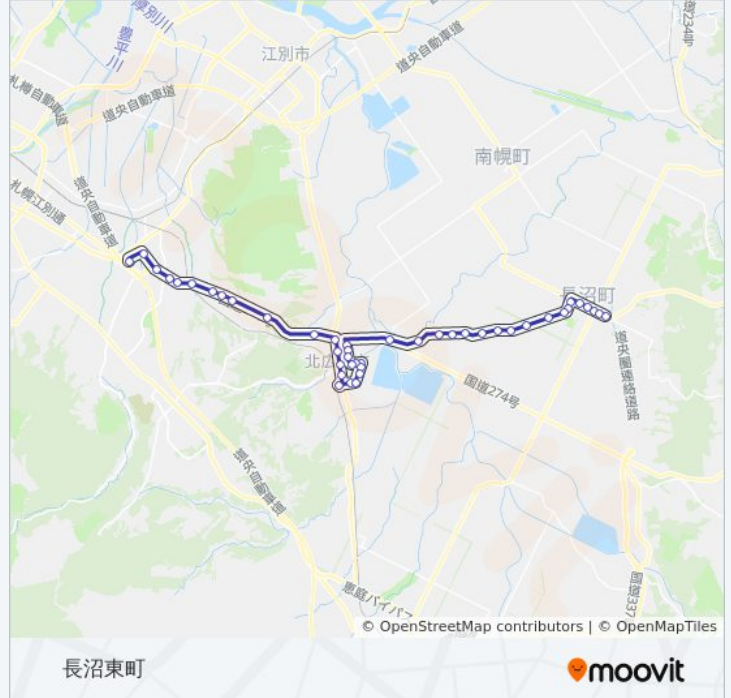 摩別川
豊平川
江別市
道央自動車道
道234号
札樽自動車道
道央自動車道
南幌町
札幌江別通
道央自動車道
長沼町
道央圏連絡道路
北広
国道274号
道央自動車道
恵庭バイパス
国道337
© OpenStreetMap contributors | © OpenMapTiles
長沼東町
moovit